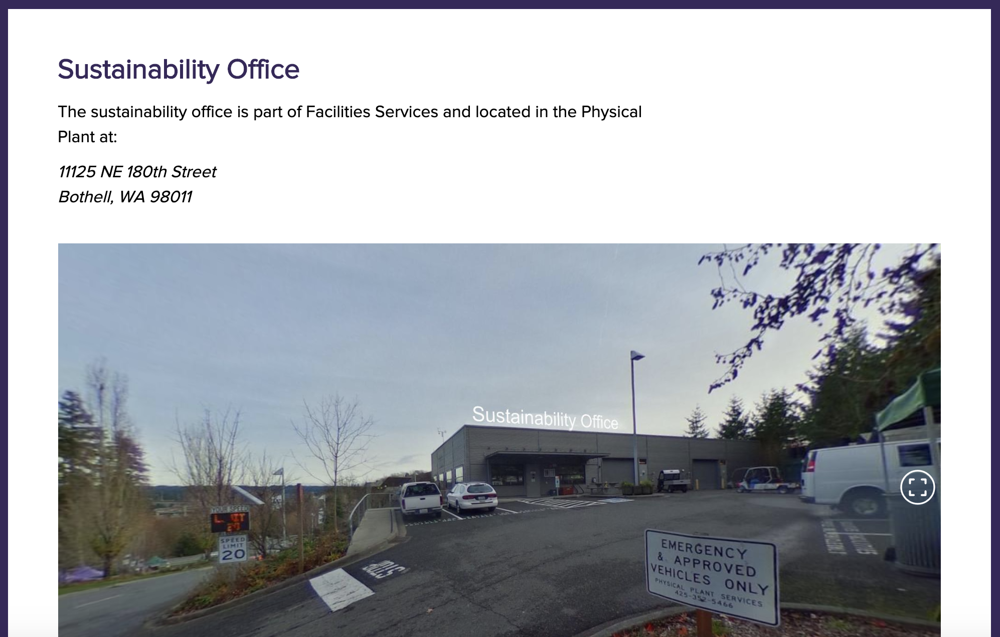 Sustainability Office
The sustainability office is part of Facilities Services and located in the Physical
Plant at:
11125 NE 180th Street
Bothell, WA 98011
Sustainability Office
YOUR SPEED
20
SPEED
LIMIT
20
STOP
EMERGENCY
& APPROVED
VEHICLES ONLY
PHYSICAL PLANT SERVICES
425-352-5466